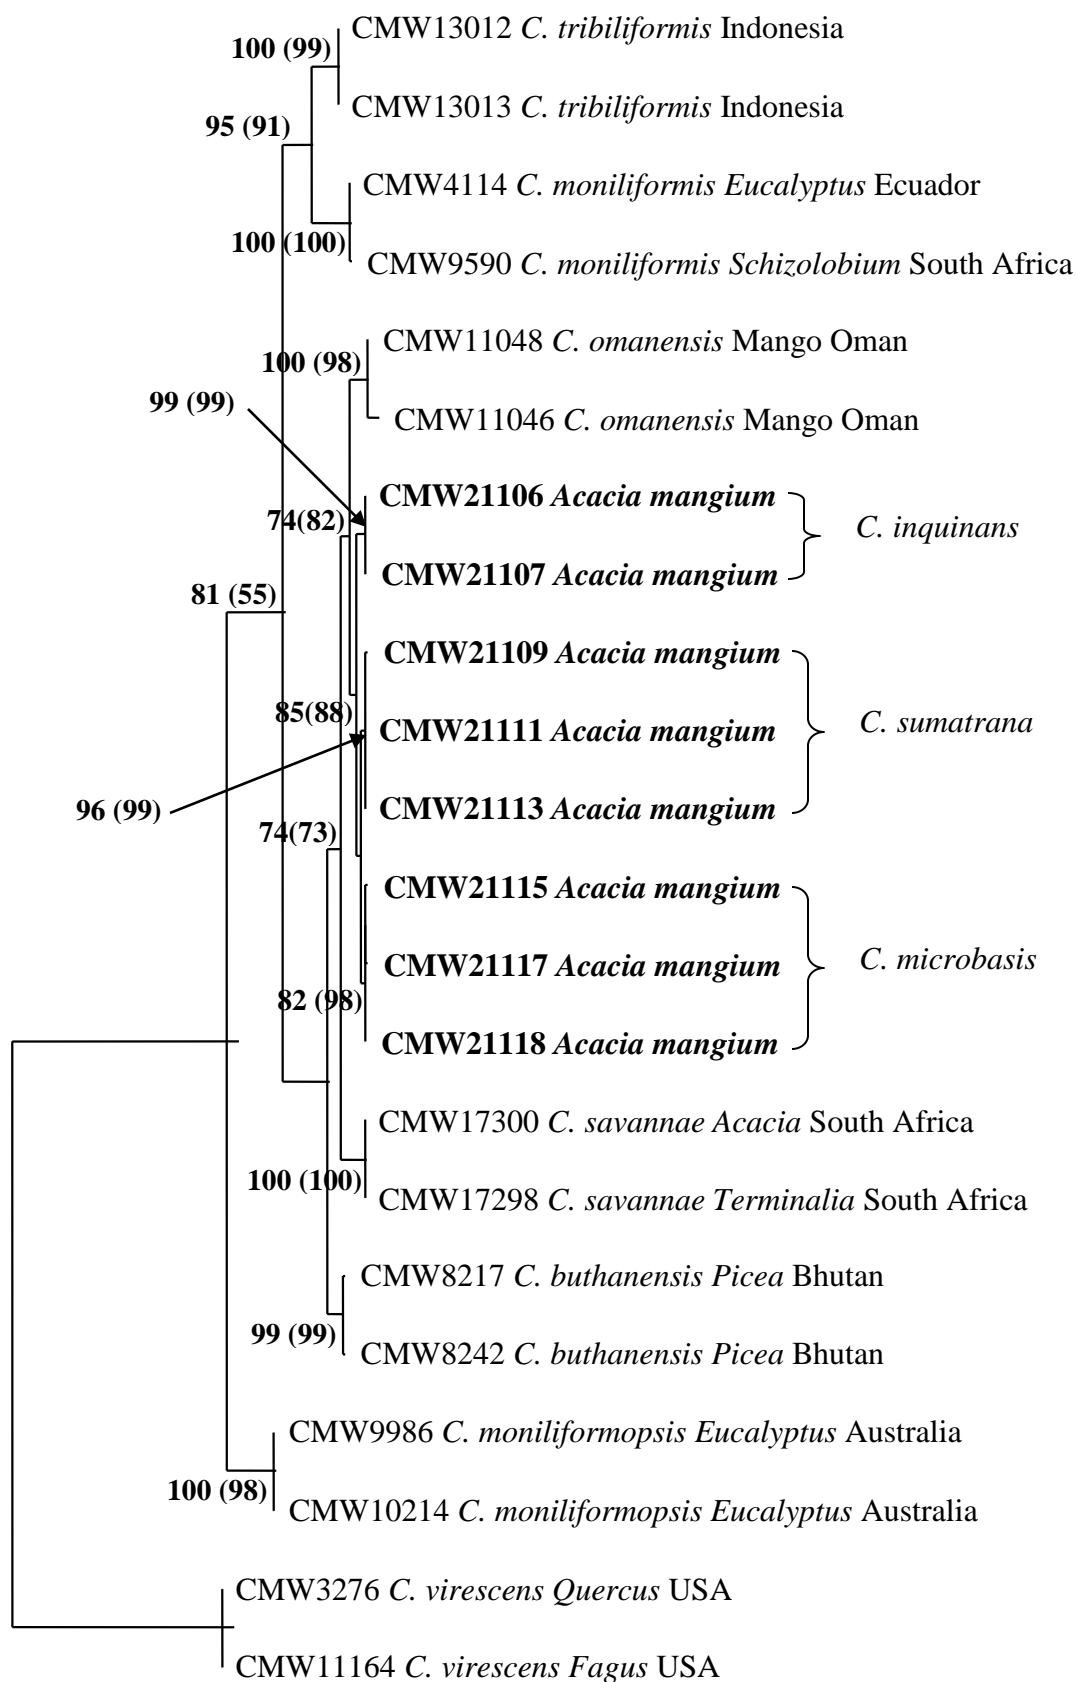 CMW13012 C. tribiliformis Indonesia
100 (99)
CMW13013 C. tribiliformis Indonesia
95 (91)
CMW4114 C. moniliformis Eucalyptus Ecuador
100 (100)
CMW9590 C. moniliformis Schizolobium South Africa
CMW11048 C. omanensis Mango Oman
100 (98)
99 (99)
CMW11046 C. omanensis Mango Oman
CMW21106 Acacia mangium
74(82)
C. inquinans
CMW21107 Acacia mangium
81 (55)
CMW21109 Acacia mangium
85(88)
C. sumatrana
CMW21111 Acacia mangium
96 (99)
CMW21113 Acacia mangium
74(73)
CMW21115 Acacia mangium
C. microbasis
CMW21117 Acacia mangium
82 (98)
CMW21118 Acacia mangium
CMW17300 C. savannae Acacia South Africa
100 (100)
CMW17298 C. savannae Terminalia South Africa
CMW8217 C. buthanensis Picea Bhutan
99 (99)
CMW8242 C. buthanensis Picea Bhutan
CMW9986 C. moniliformopsis Eucalyptus Australia
100 (98)
CMW10214 C. moniliformopsis Eucalyptus Australia
CMW3276 C. virescens Quercus USA
CMW11164 C. virescens Fagus USA